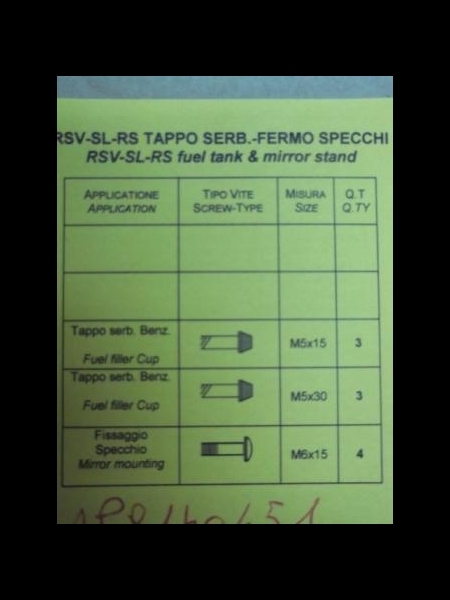 RSV-SL-RS TAPPO SERB.-FERMO SPECCHI
RSV-SL-RS fuel tank & mirror stand
APPLICATIONE TIPO VITE MISURA Q.T
APPLICATION SCREW-TYPE SIZE Q.TY
Tappo serb. Benz.
Fuel filler Cup M5x15 3
Tappo serb. Benz.
Fuel filler Cup M5x30 3
Fissaggio
Specchio
Mirror mounting M6x15 4